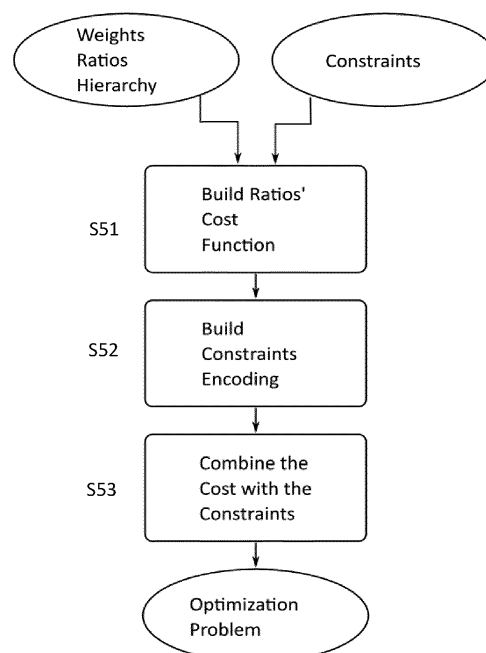 Weights
Ratios
Hierarchy
Constraints
S51
Build Ratios'
Cost
Function
S52
Build
Constraints
Encoding
S53
Combine the
Cost with the
Constraints
Optimization
Problem